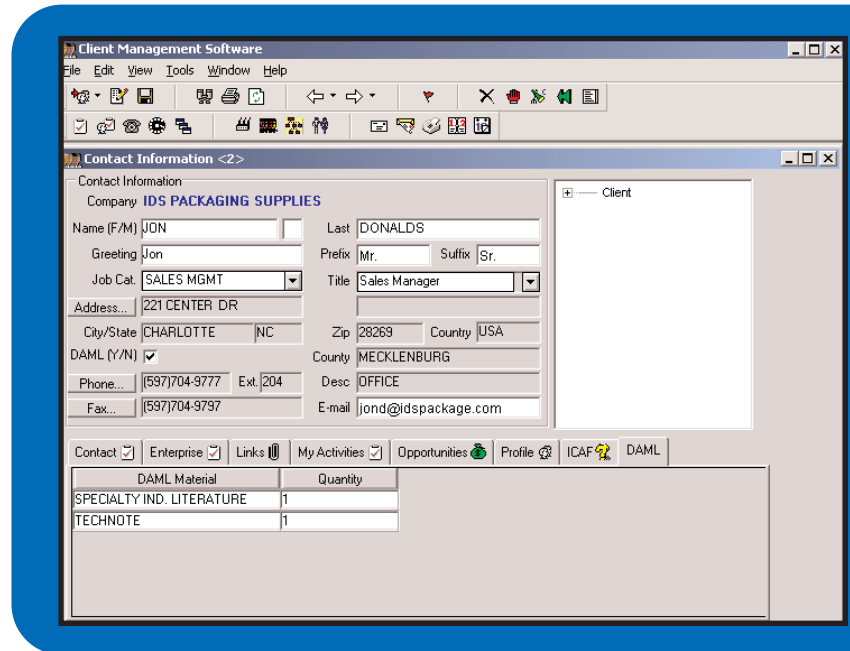 Client Management Software
File Edit View Tools Window Help
Contact Information <2>
Contact Information
Client
Company IDS PACKAGING SUPPLIES
Name (F/M) JON Last DONALDS
Greeting Jon Prefix Mr. Suffix Sr.
Job Cat. SALES MGMT Title Sales Manager
Address... 221 CENTER DR
City/State CHARLOTTE NC Zip 28269 Country USA
DAML (Y/N) County MECKLENBURG
Phone... (597)704-9777 Ext. 204 Desc OFFICE
Fax... (597)704-9797 E-mail jond@idspackage.com
Contact Enterprise Links My Activities Opportunities Profile ICAF DAML
DAML Material Quantity
SPECIALTY IND. LITERATURE 1
TECHNOTE 1